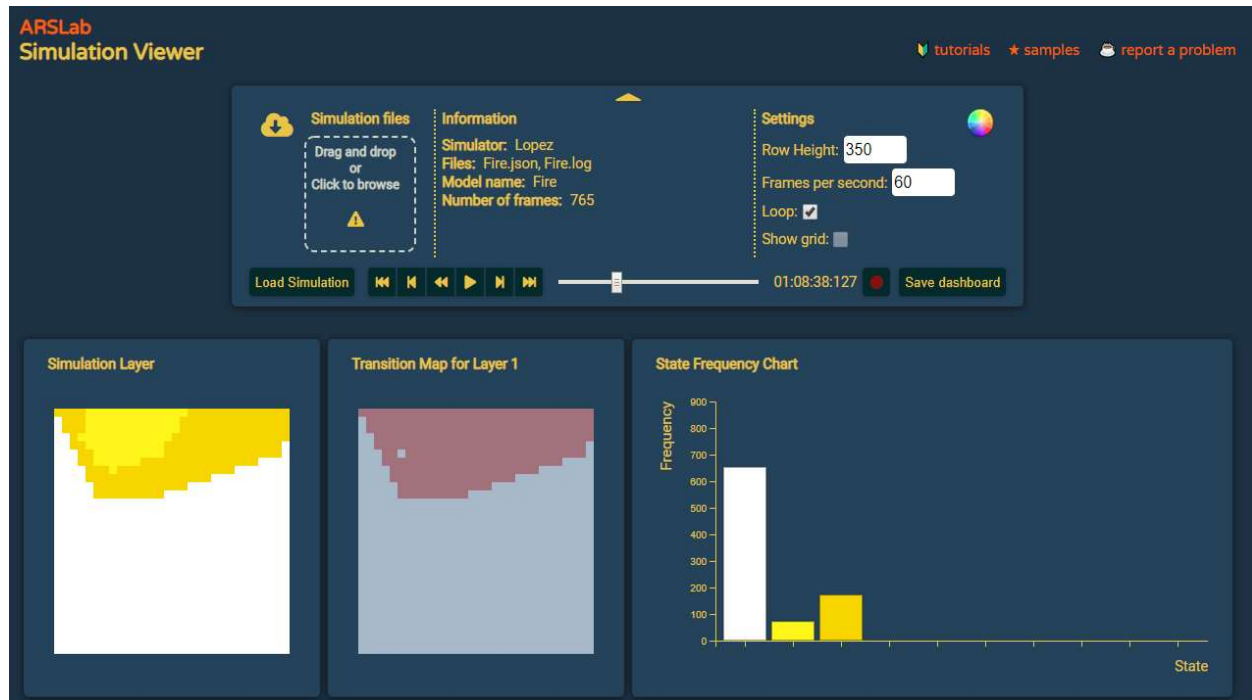 ARSLab
Simulation Viewer
tutorials
samples
report a problem
Simulation files
Drag and drop
or
Click to browse
Information
Simulator: Lopez
Files: Fire.json, Fire.log
Model name: Fire
Number of frames: 765
Settings
Row Height: 350
Frames per second: 60
Loop:
Show grid:
Load Simulation
01:08:38:127
Save dashboard
Simulation Layer
Transition Map for Layer 1
State Frequency Chart
Frequency
900
800
700
600
500
400
300
200
100
0
State